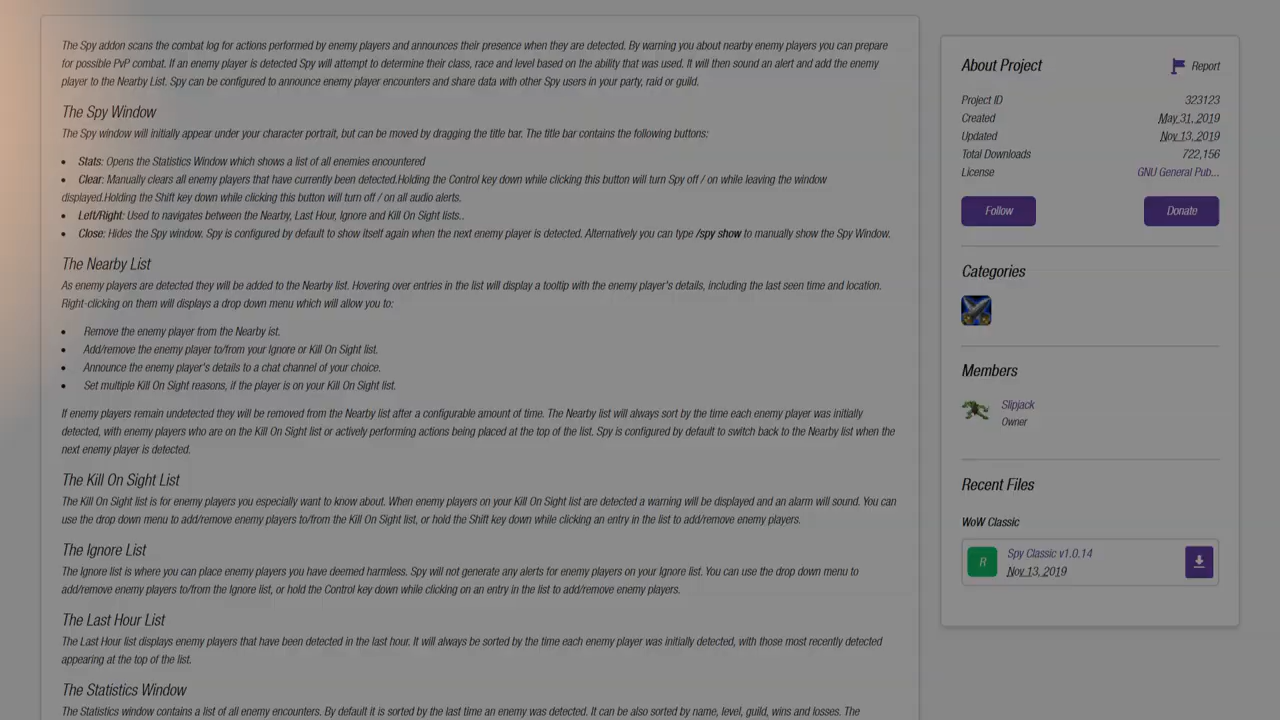 The Spy addon scans the combat log for actions performed by enemy players and announces their presence when they are detected. By warning you about nearby enemy players you can prepare
for possible PvP combat. If an enemy player is detected Spy will attempt to determine their class, race and level based on the ability that was used. It will then sound an alert and add the enemy
player to the Nearby List. Spy can be configured to announce enemy player encounters and share data with other Spy users in your party, raid or guild.
The Spy Window
The Spy window will initially appear under your character portrait, but can be moved by dragging the title bar. The title bar contains the following buttons:
• Stats: Opens the Statistics Window which shows a list of all enemies encountered
• Clear: Manually clears all enemy players that have currently been detected.Holding the Control key down while clicking this button will turn Spy off / on while leaving the window
displayed.Holding the Shift key down while clicking this button will turn off / on all audio alerts.
• Left/Right: Used to navigates between the Nearby, Last Hour, Ignore and Kill On Sight lists..
• Close: Hides the Spy window. Spy is configured by default to show itself again when the next enemy player is detected. Alternatively you can type /spy show to manually show the Spy Window.
The Nearby List
As enemy players are detected they will be added to the Nearby list. Hovering over entries in the list will display a tooltip with the enemy player's details, including the last seen time and location.
Right-clicking on them will displays a drop down menu which will allow you to:
• Remove the enemy player from the Nearby ist.
• Add/remove the enemy player to/from your Ignore or Kill On Sight list.
• Announce the enemy player's details to a chat channel of your choice.
• Set multiple Kill On Sight reasons, if the player is on your Kill On Sight list.
If enemy players remain undetected they will be removed from the Nearby list after a configurable amount of time. The Nearby list will always sort by the time each enemy player was initially
detected, with enemy players who are on the Kill On Sight list or actively performing actions being placed at the top of the list. Spy is configured by default to switch back to the Nearby list when the
next enemy player is detected.
The Kill On Sight List
The Kill On Sight list is for enemy players you especially want to know about. When enemy players on your Kill On Sight list are detected a warning will be displayed and an alarm will sound. You can
use the drop down menu to add/remove enemy players to/from the Kill On Sight list, or hold the Shift key down while clicking an entry in the list to add/remove enemy players.
The Ignore List
The Ignore list is where you can place enemy players you have deemed harmless. Spy will not generate any alerts for enemy players on your Ignore list. You can use the drop down menu to
add/remove enemy players to/from the Ignore list, or hold the Control key down while clicking on an entry in the list to add/remove enemy players.
The Last Hour List
The Last Hour list displays enemy players that have been detected in the last hour. It will always be sorted by the time each enemy player was initially detected, with those most recently detected
appearing at the top of the list.
The Statistics Window
The Statistics window contains a list of all enemy encounters. By default it is sorted by the last time an enemy was detected. It can be also sorted by name, level, guild, wins and losses. The
About Project
Report
Project ID 323123
Created May 31, 2019
Updated Nov 13, 2019
Total Downloads 722,156
License GNU General Pub...
Follow Donate
Categories
Members
Slipjack
Owner
Recent Files
WoW Classic
R Spy Classic v1.0.14
Nov 13, 2019